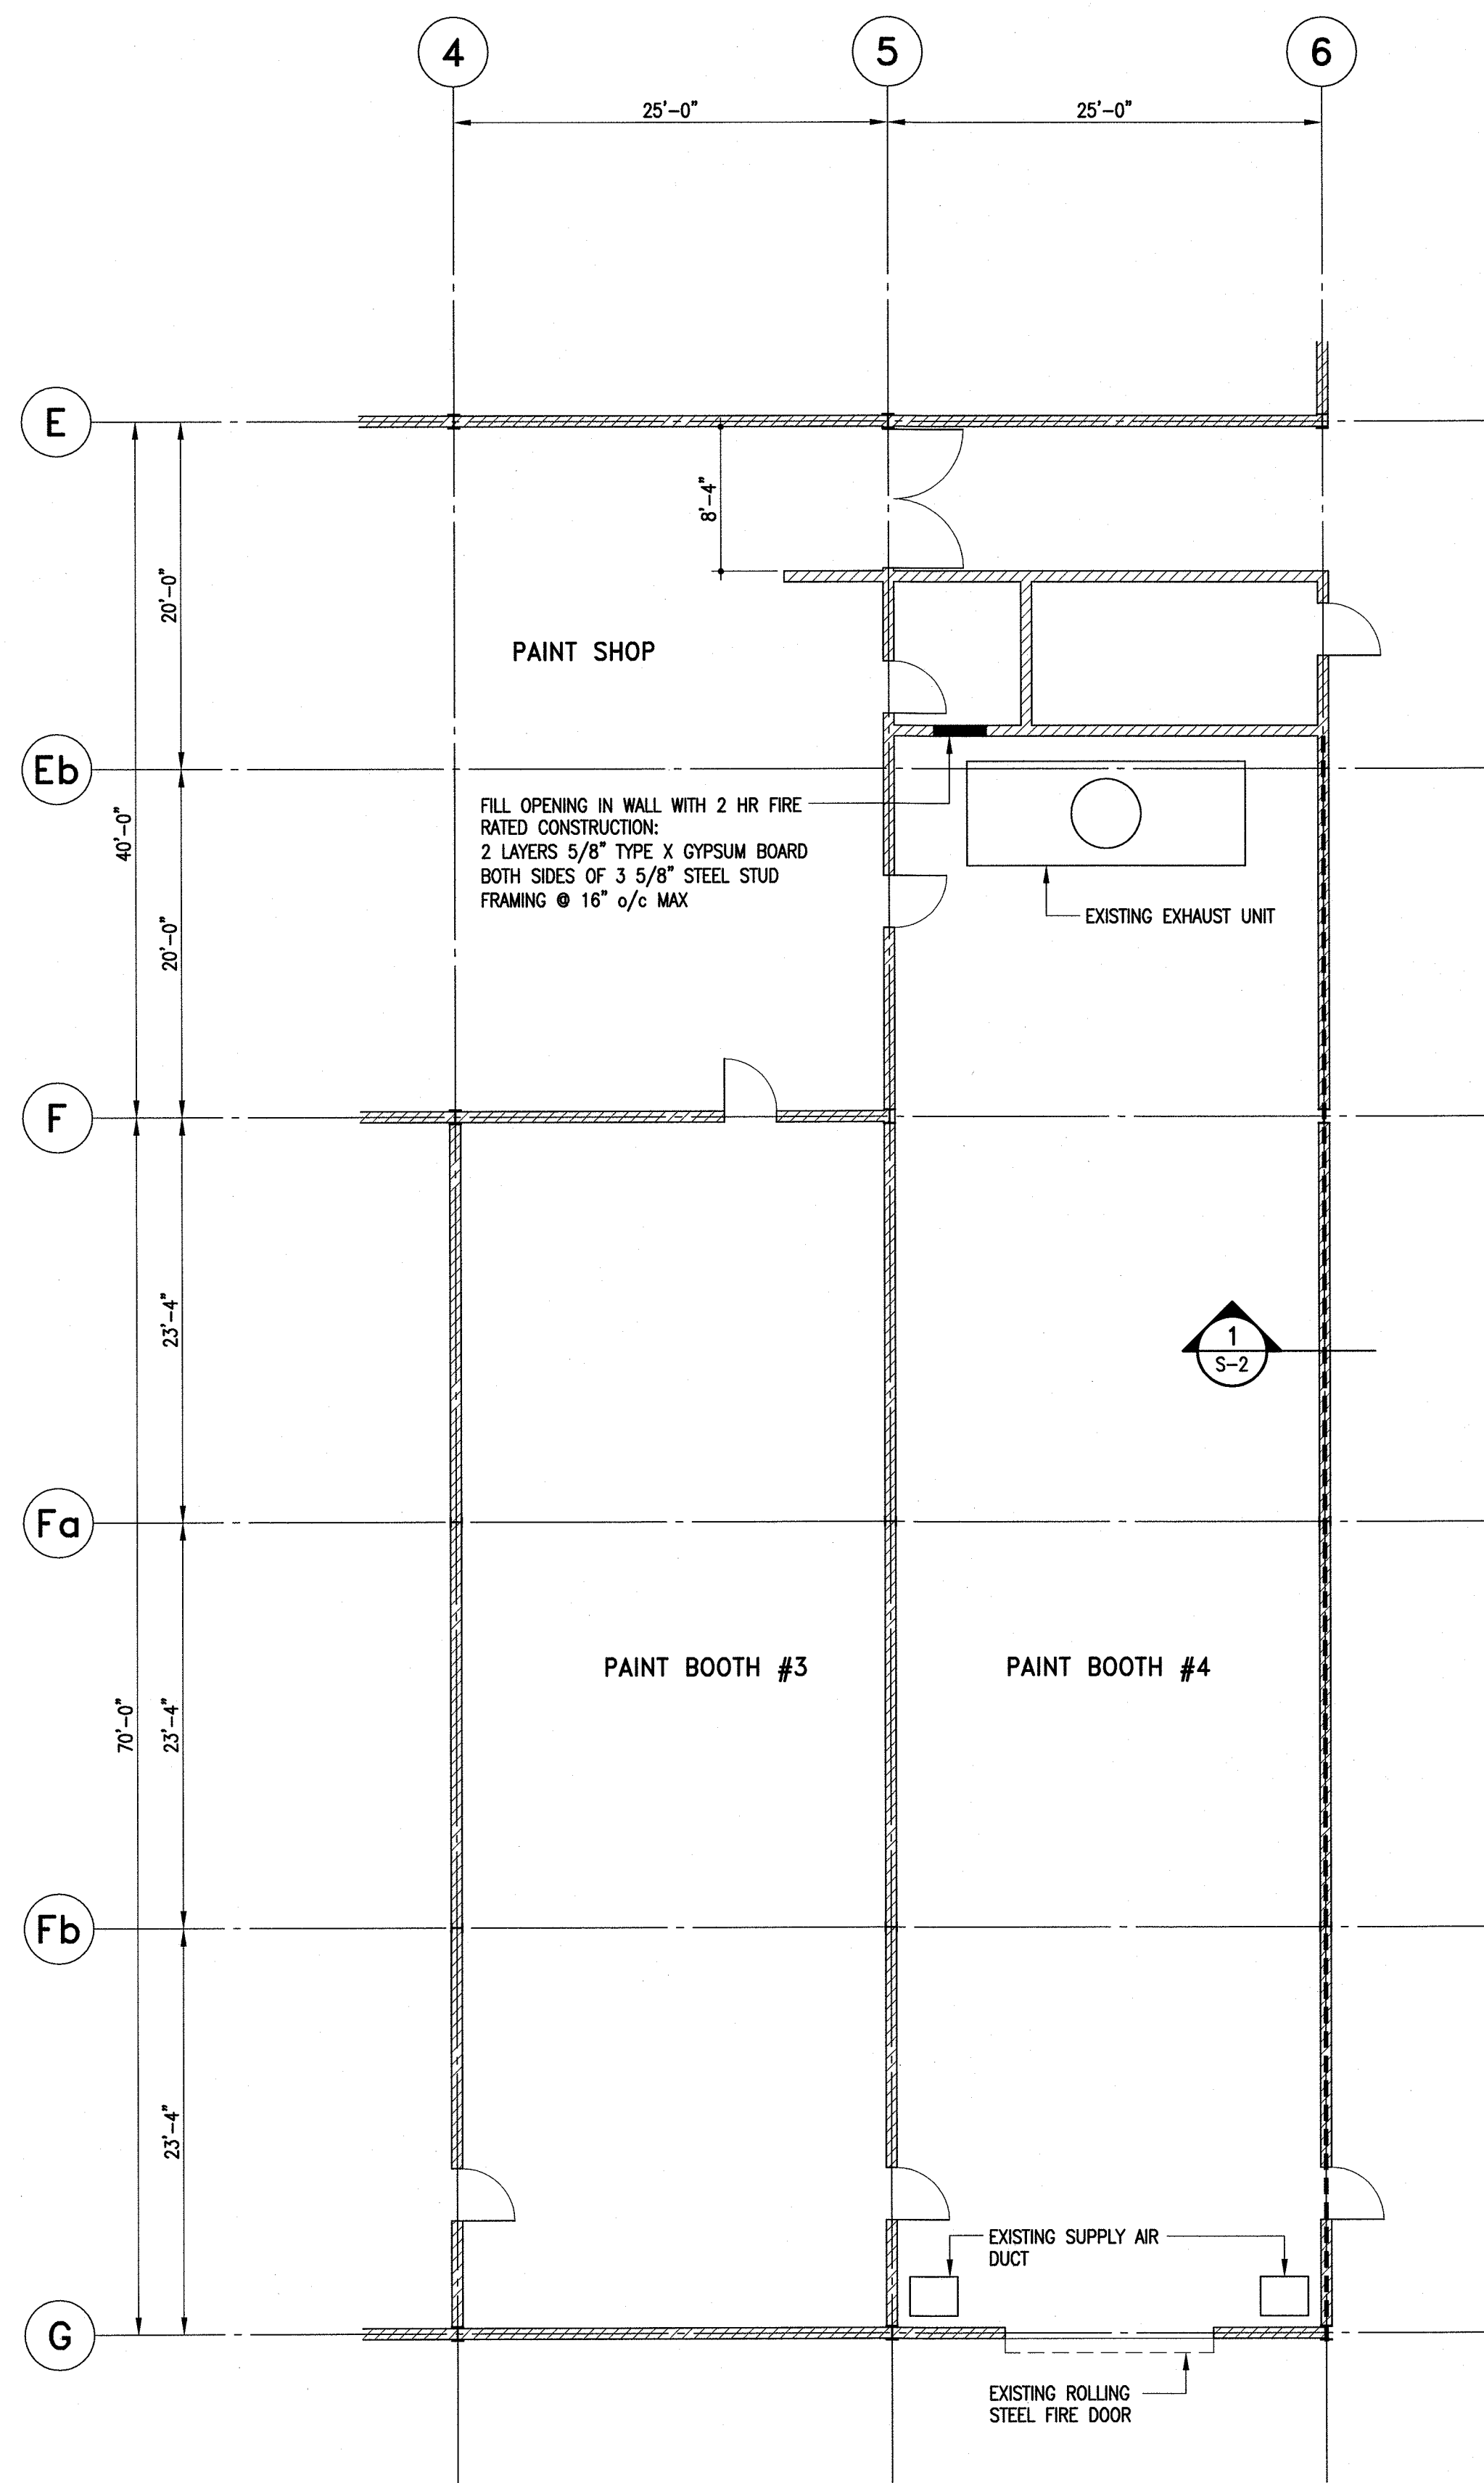 4
5
6
25'-0"
25'-0"
E
8'-4"
20'-0"
PAINT SHOP
Eb
40'-0"
FILL OPENING IN WALL WITH 2 HR FIRE
RATED CONSTRUCTION:
2 LAYERS 5/8" TYPE X GYPSUM BOARD
BOTH SIDES OF 3 5/8" STEEL STUD
FRAMING @ 16" o/c MAX
EXISTING EXHAUST UNIT
20'-0"
F
23'-4"
1
S-2
Fa
PAINT BOOTH #3
PAINT BOOTH #4
70'-0"
23'-4"
Fb
23'-4"
EXISTING SUPPLY AIR
DUCT
G
EXISTING ROLLING
STEEL FIRE DOOR